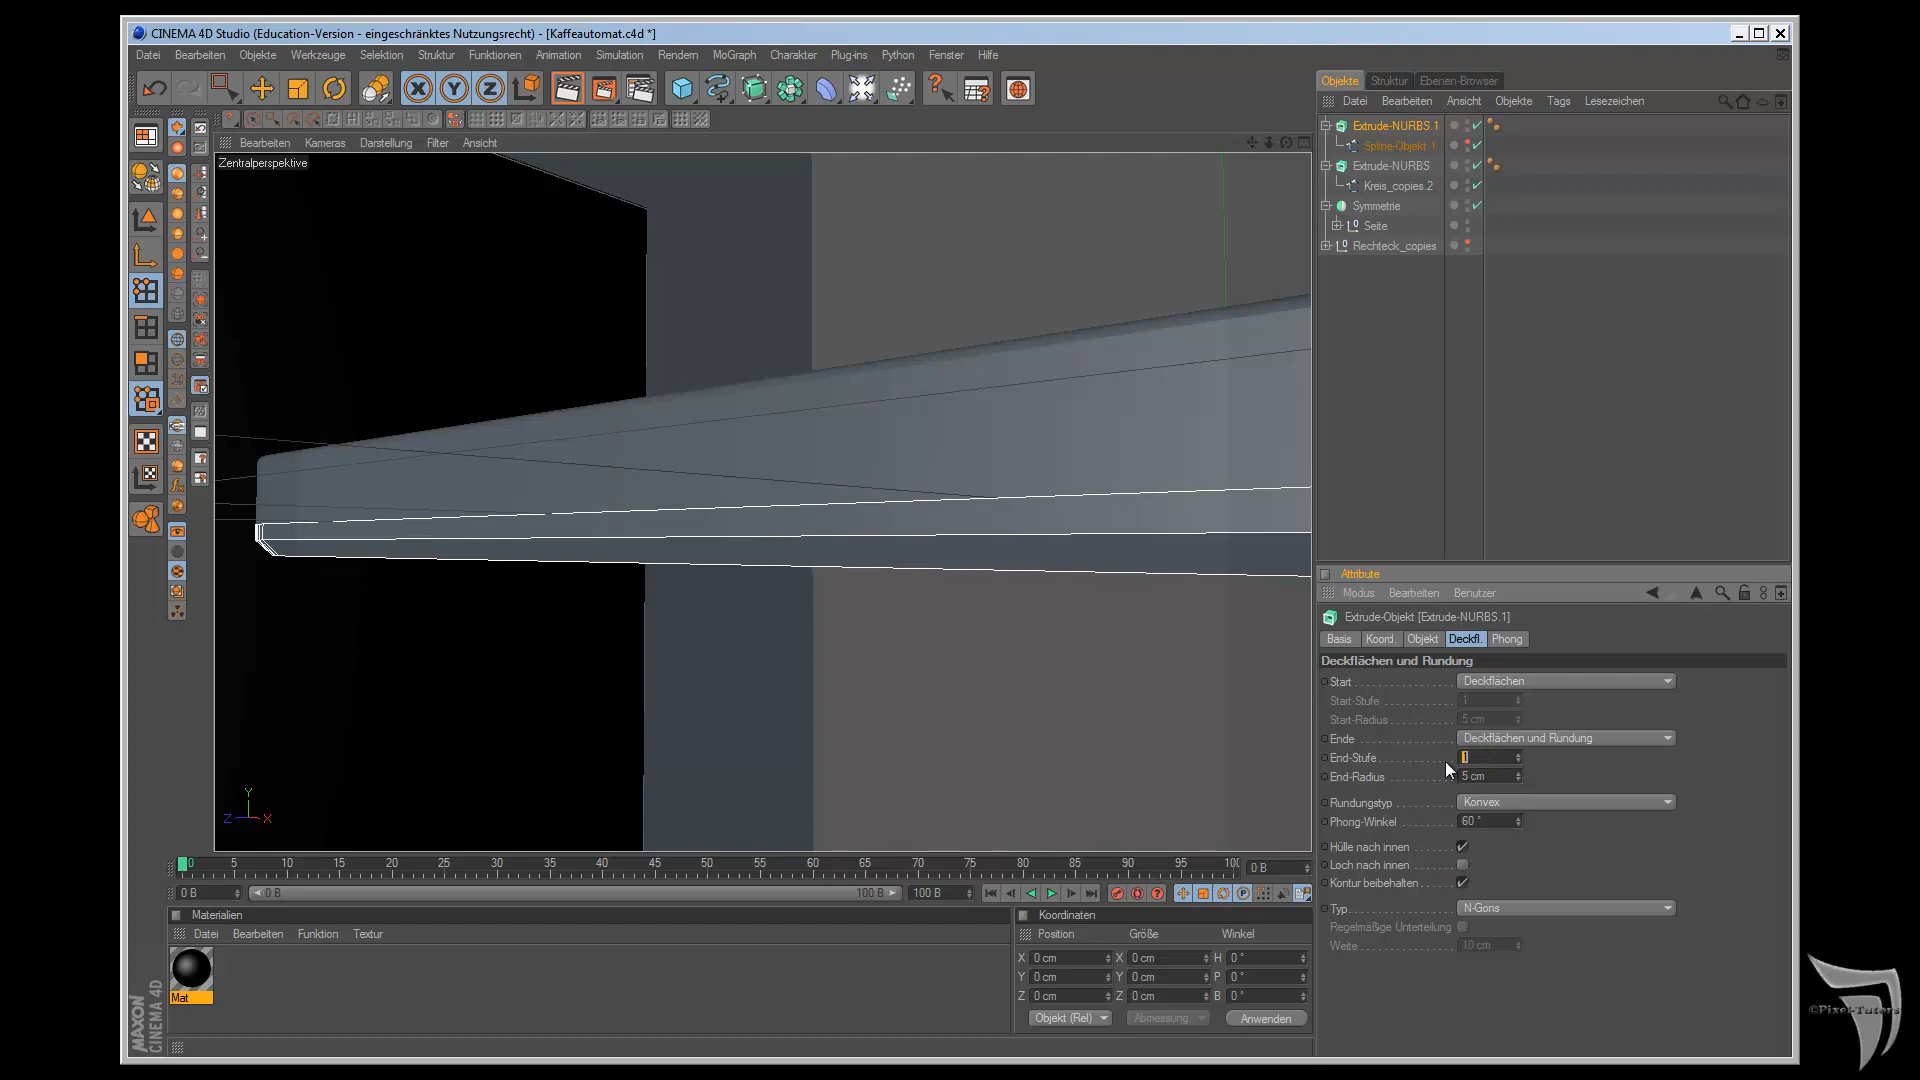 CINEMA 4D Studio (Education-Version - eingeschränktes Nutzungsrecht) - [Kaffeautomat.c4d *]
Datei Bearbeiten Objekte Werkzeuge Selektion Struktur Funktionen Animation Simulation Rendern MoGraph Charakter Plug-ins Python Fenster Hilfe
Objekte Struktur Ebenen-Browser
Datei Bearbeiten Ansicht Objekte Tags Lesezeichen
Extrude-NURBS.1
Spline-Objekt.1
Extrude-NURBS
Kreis_copies.2
Symmetrie
Seite
Rechteck_copies
Bearbeiten Kameras Darstellung Filter Ansicht
Zentralperspektive
Y
Z X
Attribute
Modus Bearbeiten Benutzer
Extrude-Objekt [Extrude-NURBS.1]
Basis Koord. Objekt Deckfl. Phong
Deckflächen und Rundung
Start Deckflächen
Start-Stufe 1
Start-Radius 5 cm
Ende Deckflächen und Rundung
End-Stufe 1
End-Radius 5 cm
Rundungstyp Konvex
Phong-Winkel 60 °
Hülle nach innen
Loch nach innen
Kontur beibehalten
Typ N-Gons
Regelmäßige Unterteilung
Weite 10 cm
0 5 10 15 20 25 30 35 40 45 50 55 60 65 70 75 80 85 90 95 100 0 B
0 B 0 B 100 B 100 B
Materialien
Datei Bearbeiten Funktion Textur
Mat
Koordinaten
Position Größe Winkel
X 0 cm X 0 cm H 0 °
Y 0 cm Y 0 cm P 0 °
Z 0 cm Z 0 cm B 0 °
Objekt (Rel) Abmessung Anwenden
MAXON
CINEMA 4D
©Pixel-Tutors